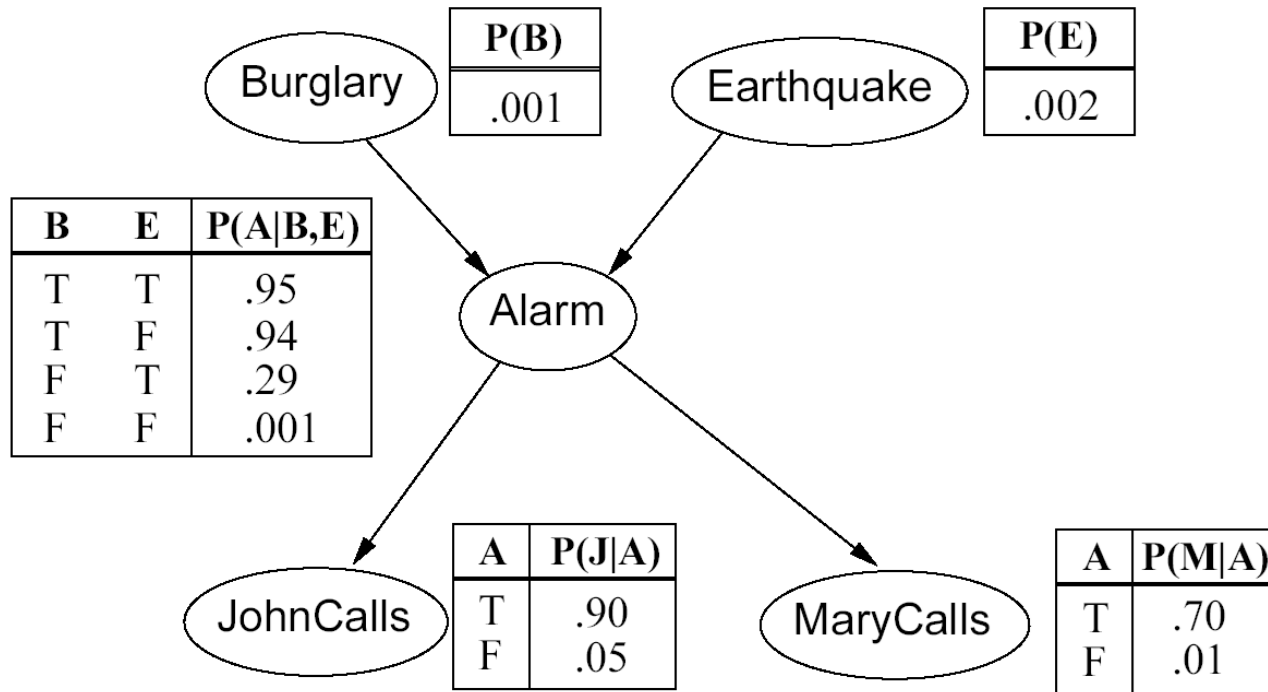 Burglary
P(B)
.001
Earthquake
P(E)
.002
B E P(A|B,E)
T T .95
T F .94
F T .29
F F .001
Alarm
JohnCalls
A P(J|A)
T .90
F .05
MaryCalls
A P(M|A)
T .70
F .01